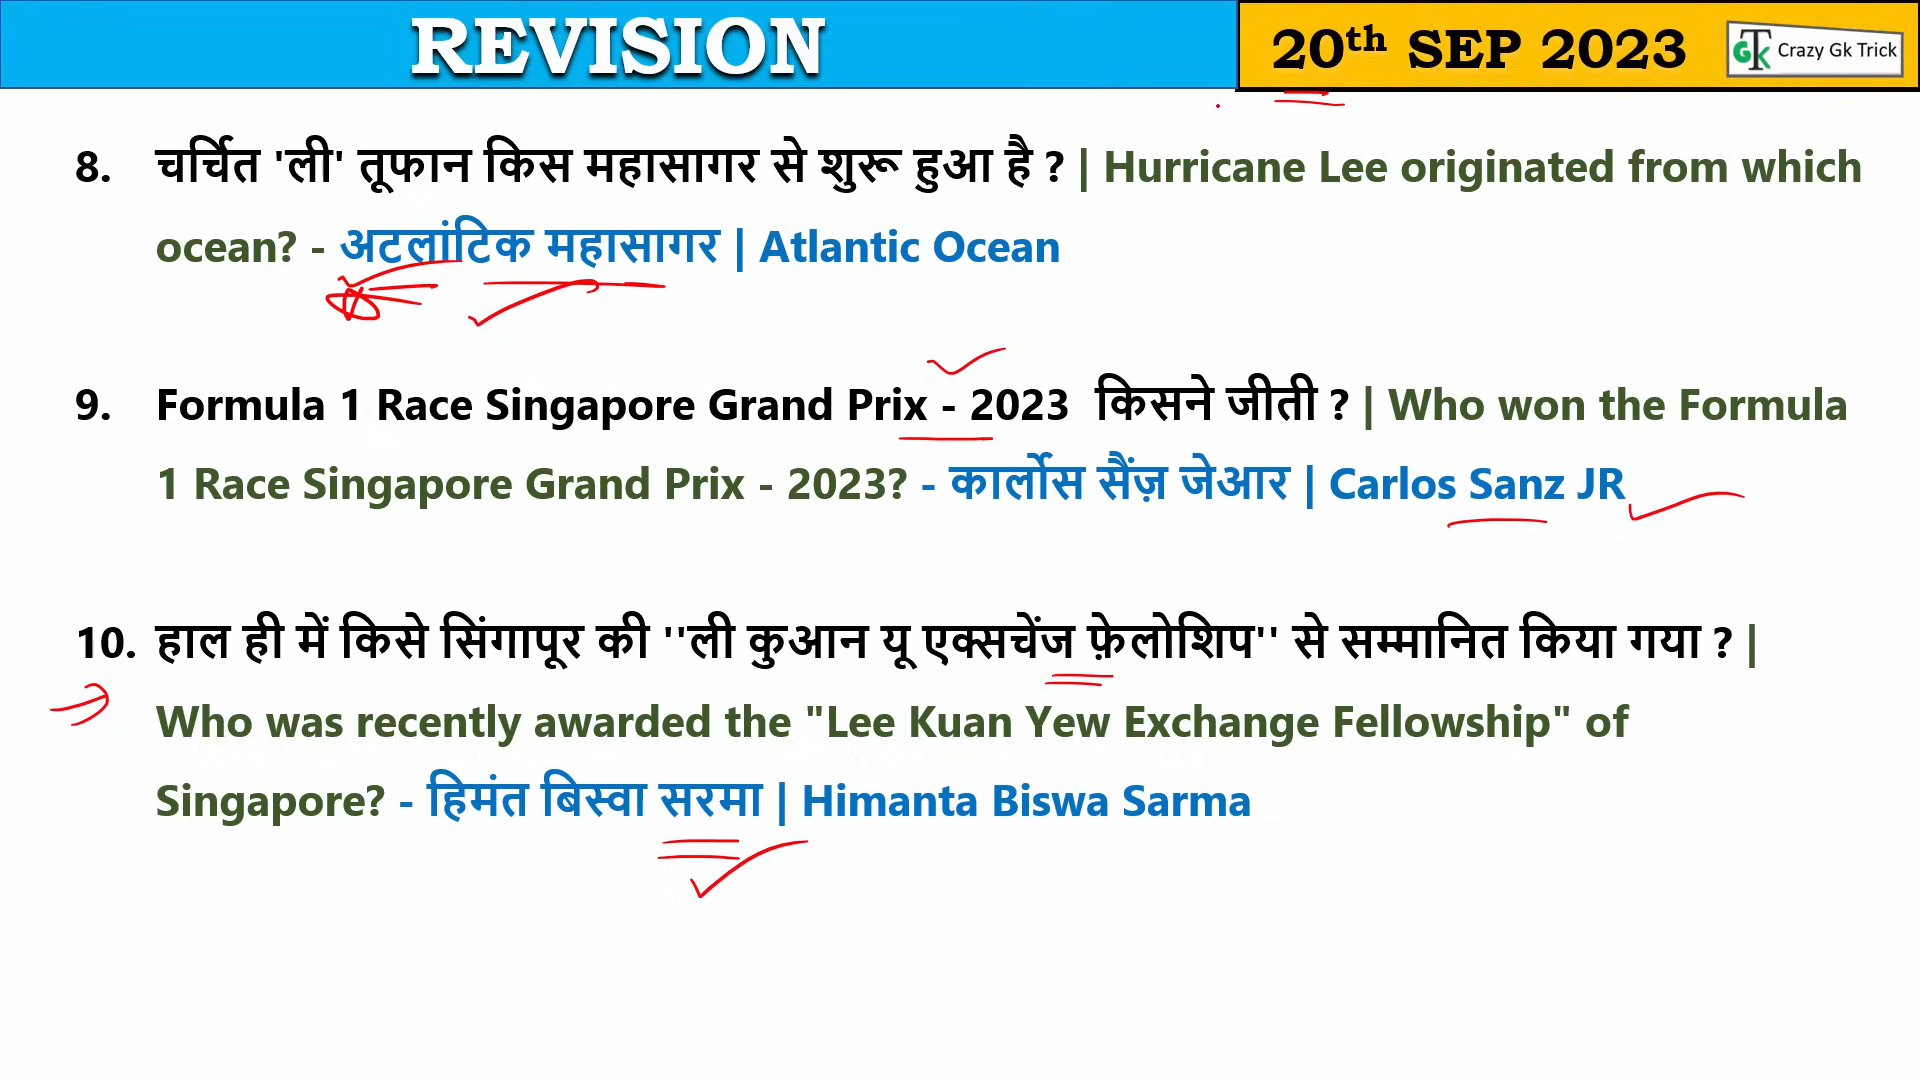 REVISION
20th SEP 2023
GTK Crazy Gk Trick
8. चर्चित 'ली' तूफान किस महासागर से शुरू हुआ है ? | Hurricane Lee originated from which
ocean? - अटलांटिक महासागर | Atlantic Ocean
9. Formula 1 Race Singapore Grand Prix - 2023 किसने जीती ? | Who won the Formula
1 Race Singapore Grand Prix - 2023? - कार्लोस सैंज़ जेआर | Carlos Sanz JR
10. हाल ही में किसे सिंगापूर की ''ली कुआन यू एक्सचेंज फ़ेलोशिप'' से सम्मानित किया गया ? |
Who was recently awarded the "Lee Kuan Yew Exchange Fellowship" of
Singapore? - हिमंत बिस्वा सरमा | Himanta Biswa Sarma